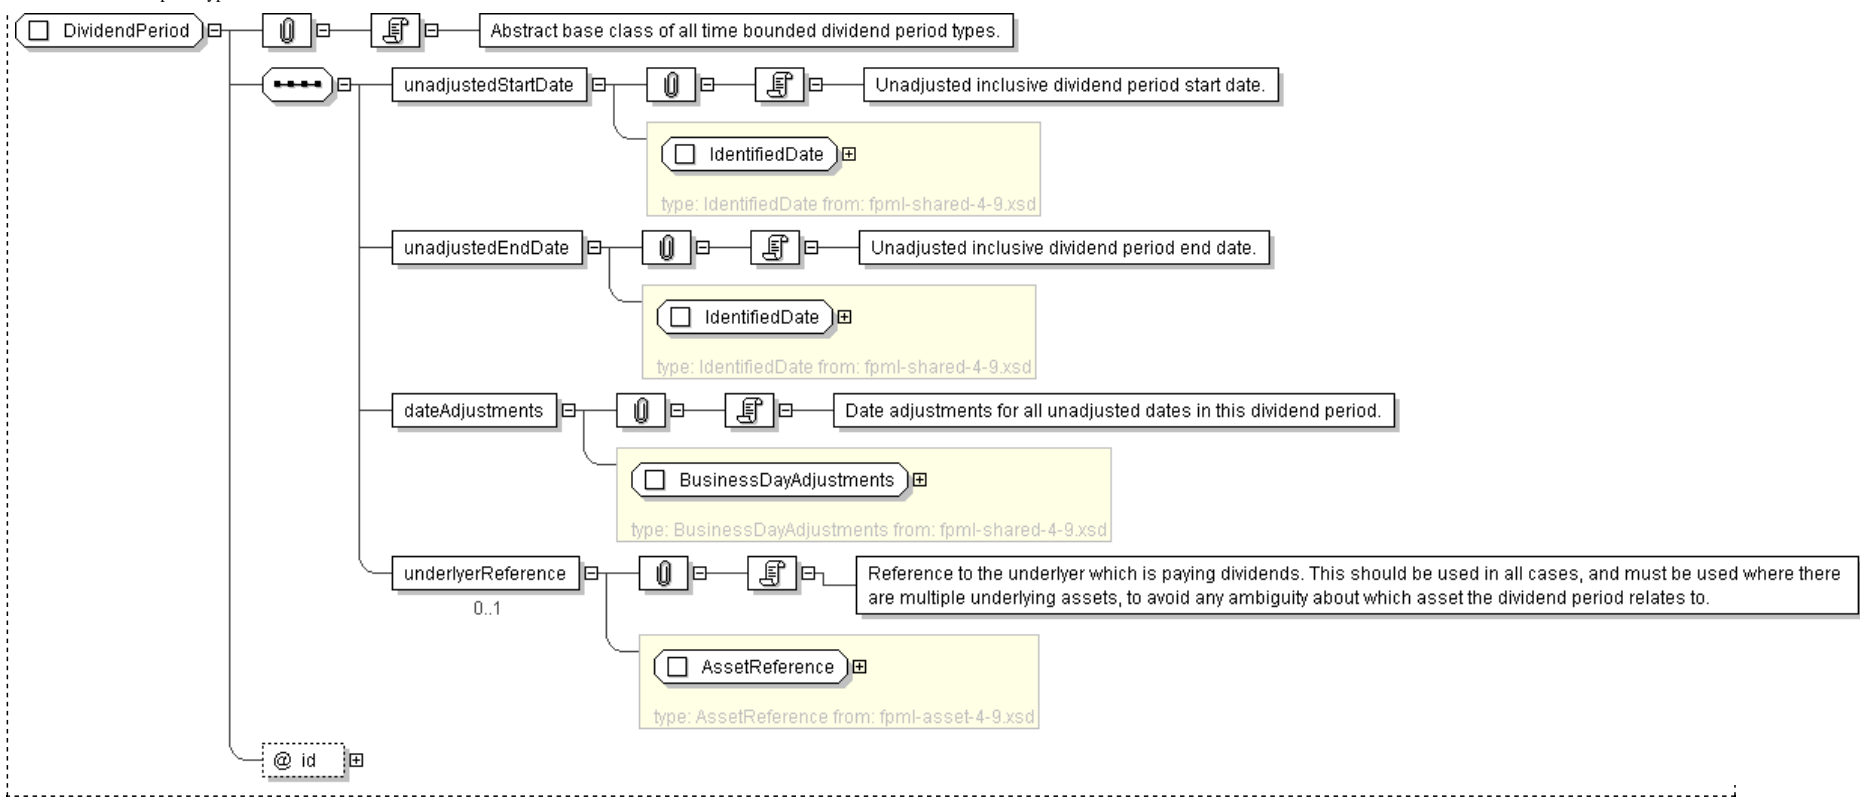 DividendPeriod
Abstract base class of all time bounded dividend period types.
unadjustedStartDate
Unadjusted inclusive dividend period start date.
IdentifiedDate
type: IdentifiedDate from: fpml-shared-4-9.xsd
unadjustedEndDate
Unadjusted inclusive dividend period end date.
IdentifiedDate
type: IdentifiedDate from: fpml-shared-4-9.xsd
dateAdjustments
Date adjustments for all unadjusted dates in this dividend period.
BusinessDayAdjustments
type: BusinessDayAdjustments from: fpml-shared-4-9.xsd
underlyerReference
0..1
Reference to the underlyer which is paying dividends. This should be used in all cases, and must be used where there
are multiple underlying assets, to avoid any ambiguity about which asset the dividend period relates to.
AssetReference
type: AssetReference from: fpml-asset-4-9.xsd
@ id